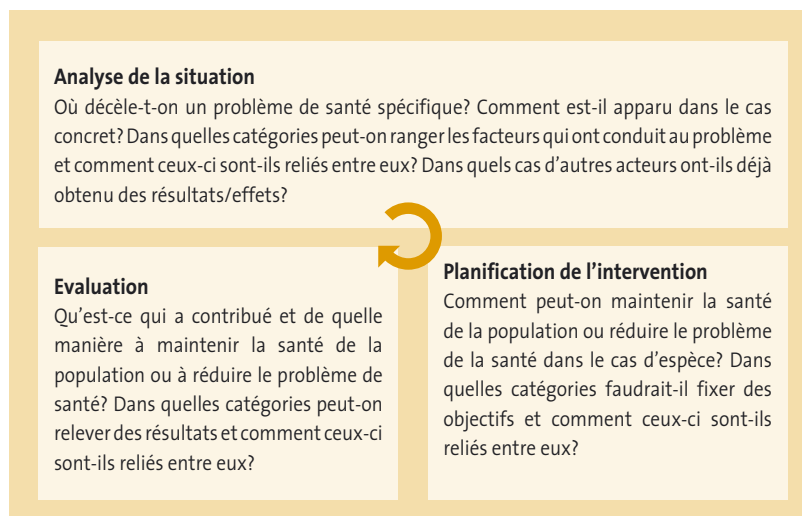 Analyse de la situation
Où décèle-t-on un problème de santé spécifique? Comment est-il apparu dans le cas
concret? Dans quelles catégories peut-on ranger les facteurs qui ont conduit au problème
et comment ceux-ci sont-ils reliés entre eux? Dans quels cas d'autres acteurs ont-ils déjà
obtenu des résultats/effets?
Evaluation
Qu'est-ce qui a contribué et de quelle
manière à maintenir la santé de la
population ou à réduire le problème de
santé? Dans quelles catégories peut-on
relever des résultats et comment ceux-ci
sont-ils reliés entre eux?
Planification de l'intervention
Comment peut-on maintenir la santé
de la population ou réduire le problème
de la santé dans le cas d'espèce? Dans
quelles catégories faudrait-il fixer des
objectifs et comment ceux-ci sont-ils
reliés entre eux?